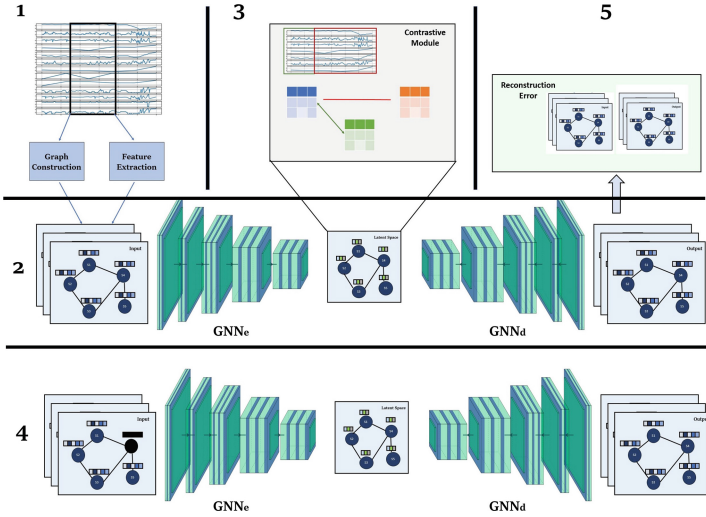 1
3
5
Contrastive
Module
Reconstruction
Error
Input
Output
Graph
Construction
Feature
Extraction
2
Input
Latent Space
Output
GNNe
GNNd
4
Input
Latent Space
Output
GNNe
GNNd